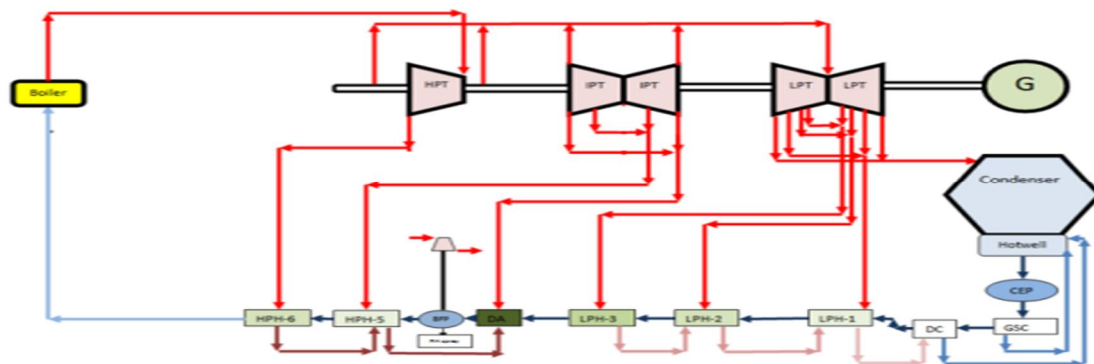 HPT
IPT
IPT
LPT
LPT
G
Boiler
Condenser
Hotwell
CEP
GSC
DC
LPH-1
LPH-2
LPH-3
DA
BFP
HPH-5
HPH-6